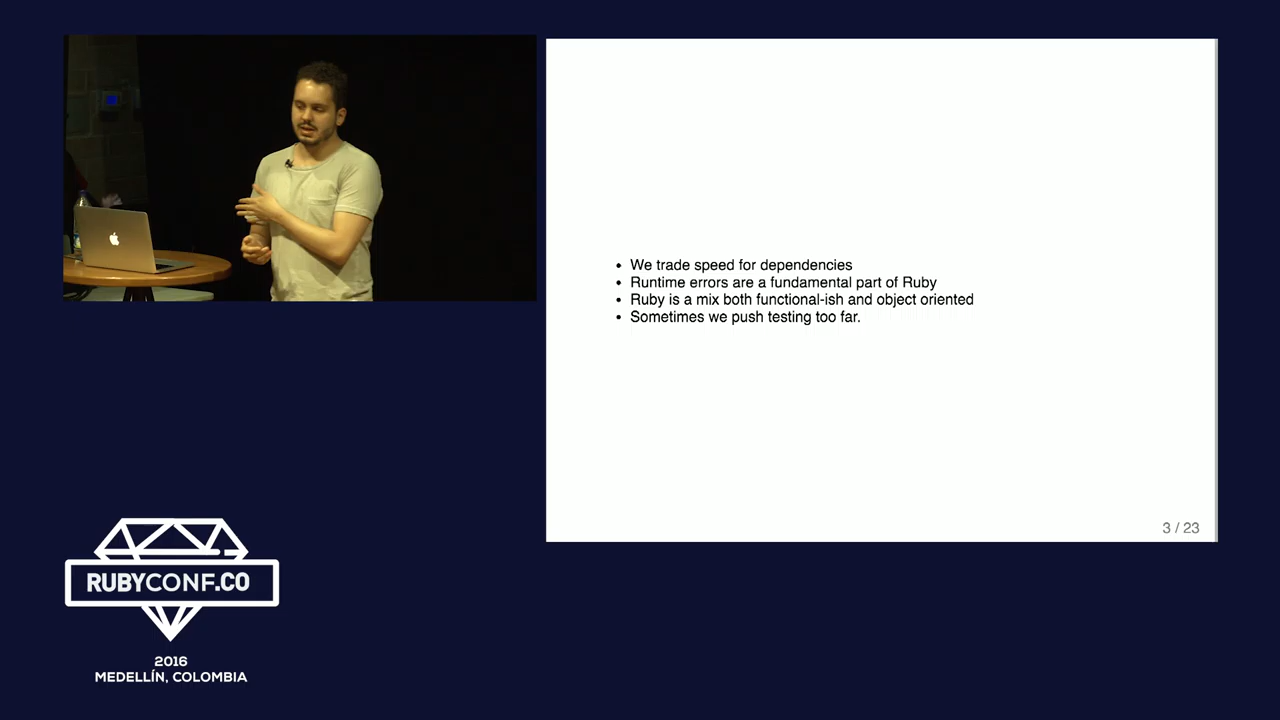 We trade speed for dependencies
Runtime errors are a fundamental part of Ruby
Ruby is a mix both functional-ish and object oriented
Sometimes we push testing too far.
3 / 23
RUBYCONF.CO
2016
MEDELLÍN, COLOMBIA